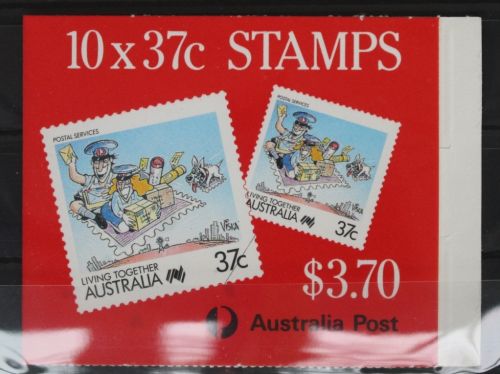 10 x 37c STAMPS
POSTAL SERVICES
VISKA
37c
LIVING TOGETHER
AUSTRALIA
POSTAL SERVICES
37c
LIVING TOGETHER
AUSTRALIA
$3.70
Australia Post